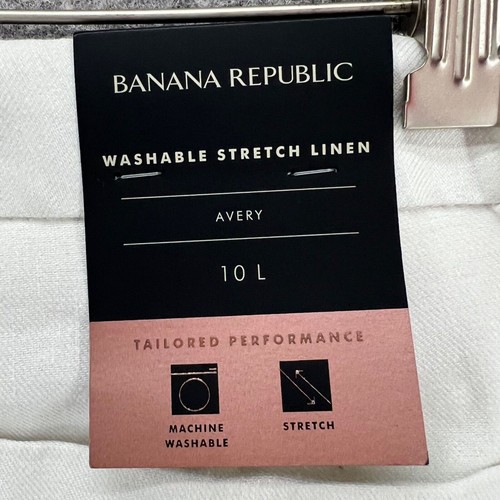 BANANA REPUBLIC
WASHABLE STRETCH LINEN
AVERY
10 L
TAILORED PERFORMANCE
MACHINE WASHABLE
STRETCH